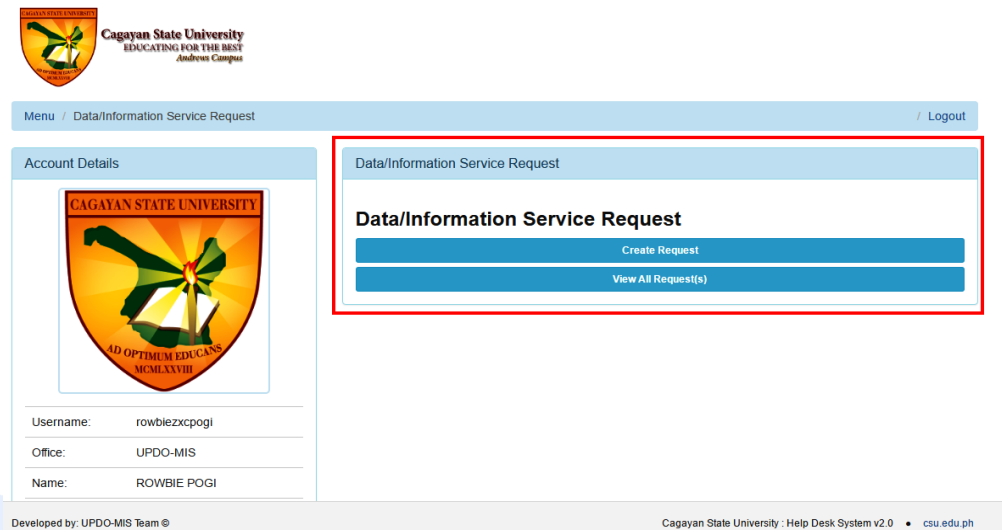 CAGAYAN STATE UNIVERSITY
Cagayan State University
EDUCATING FOR THE BEST
Andrews Campus
Menu / Data/Information Service Request
/ Logout
Account Details
CAGAYAN STATE UNIVERSITY
AD OPTIMUM EDUCANS
MCMLXXVIII
Username: rowbiezxcpogi
Office: UPDO-MIS
Name: ROWBIE POGI
Data/Information Service Request
Data/Information Service Request
Create Request
View All Request(s)
Developed by: UPDO-MIS Team ©
Cagayan State University : Help Desk System v2.0 • csu.edu.ph